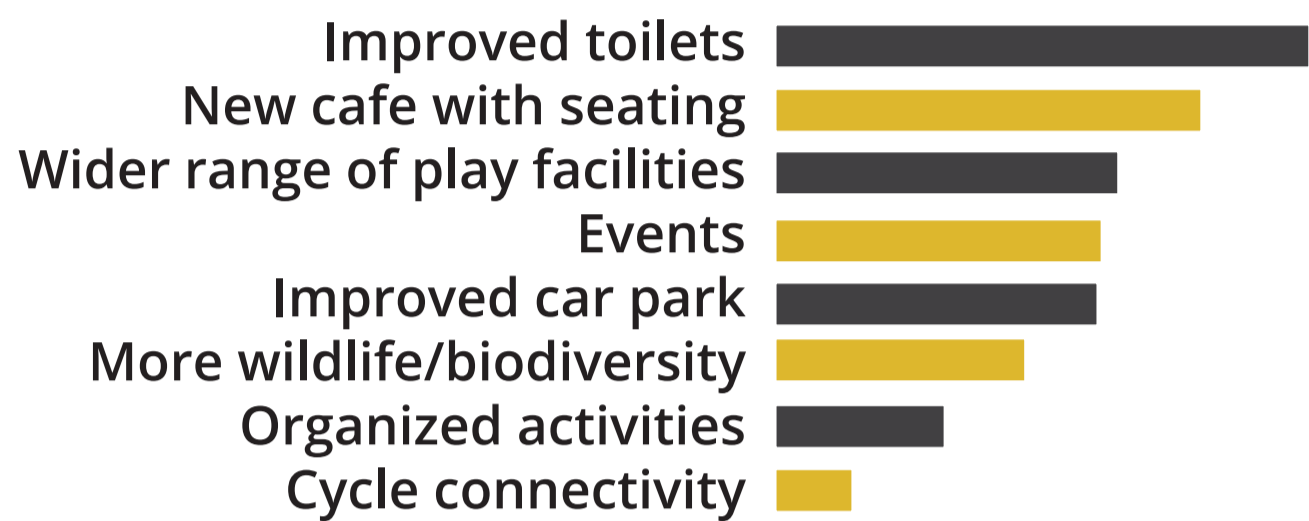 Improved toilets
New cafe with seating
Wider range of play facilities
Events
Improved car park
More wildlife/biodiversity
Organized activities
Cycle connectivity